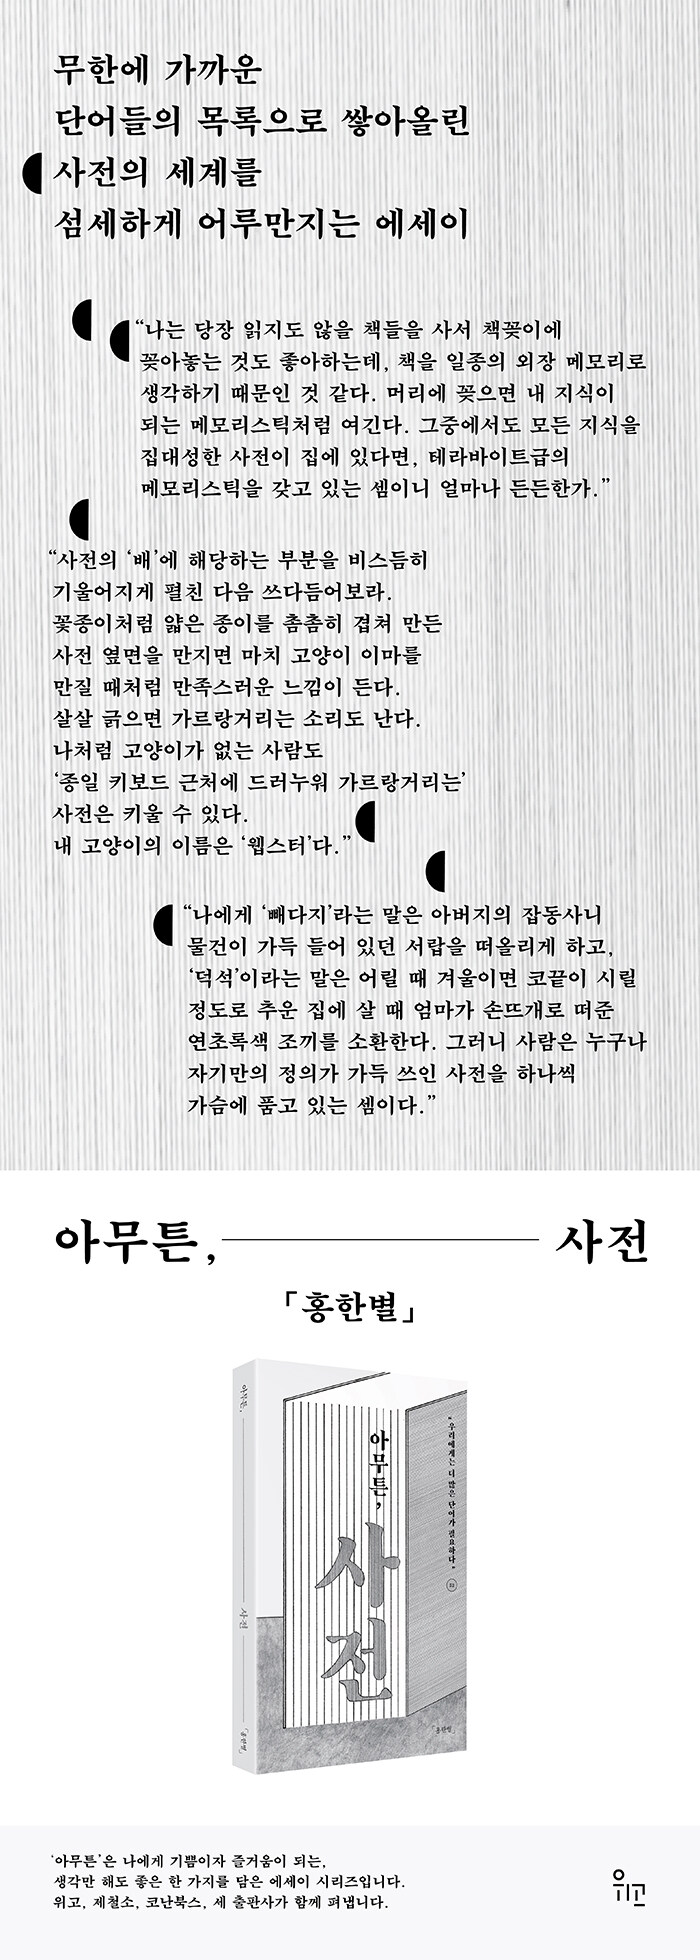 무한에 가까운
단어들의 목록으로 쌓아올린
사전의 세계를
섬세하게 어루만지는 에세이
“나는 당장 읽지도 않을 책들을 사서 책꽂이에
꽂아놓는 것도 좋아하는데, 책을 일종의 외장 메모리로
생각하기 때문인 것 같다. 머리에 꽂으면 내 지식이
되는 메모리스틱처럼 여긴다. 그중에서도 모든 지식을
집대성한 사전이 집에 있다면, 테라바이트급의
메모리스틱을 갖고 있는 셈이니 얼마나 든든한가.”
“사전의 ‘배’에 해당하는 부분을 비스듬히
기울어지게 펼친 다음 쓰다듬어보라.
꽃종이처럼 얇은 종이를 촘촘히 겹쳐 만든
사전 옆면을 만지면 마치 고양이 이마를
만질 때처럼 만족스러운 느낌이 든다.
살살 긁으면 가르랑거리는 소리도 난다.
나처럼 고양이가 없는 사람도
‘종일 키보드 근처에 드러누워 가르랑거리는’
사전은 키울 수 있다.
내 고양이의 이름은 ‘웹스터’다.”
“나에게 ‘빼다지’라는 말은 아버지의 잡동사니
물건이 가득 들어 있던 서랍을 떠올리게 하고,
‘덕석’이라는 말은 어릴 때 겨울이면 코끝이 시릴
정도로 추운 집에 살 때 엄마가 손뜨개로 떠준
연초록색 조끼를 소환한다. 그러니 사람은 누구나
자기만의 정의가 가득 쓰인 사전을 하나씩
가슴에 품고 있는 셈이다.”
아무튼, 사전
「홍한별」
아무튼,
사전
「홍한별」
아무튼,
사전
“우리에게는 더 많은 단어가 필요하다”
「홍한별」
‘아무튼’은 나에게 기쁨이자 즐거움이 되는,
생각만 해도 좋은 한 가지를 담은 에세이 시리즈입니다.
위고, 제철소, 코난북스, 세 출판사가 함께 펴냅니다.
위고